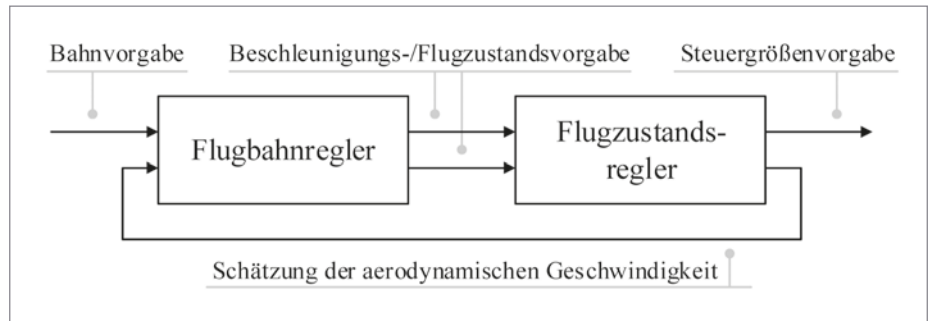 Bahnvorgabe
Beschleunigungs-/Flugzustandsvorgabe
Steuergrößenvorgabe
Flugbahnregler
Flugzustands-
regler
Schätzung der aerodynamischen Geschwindigkeit